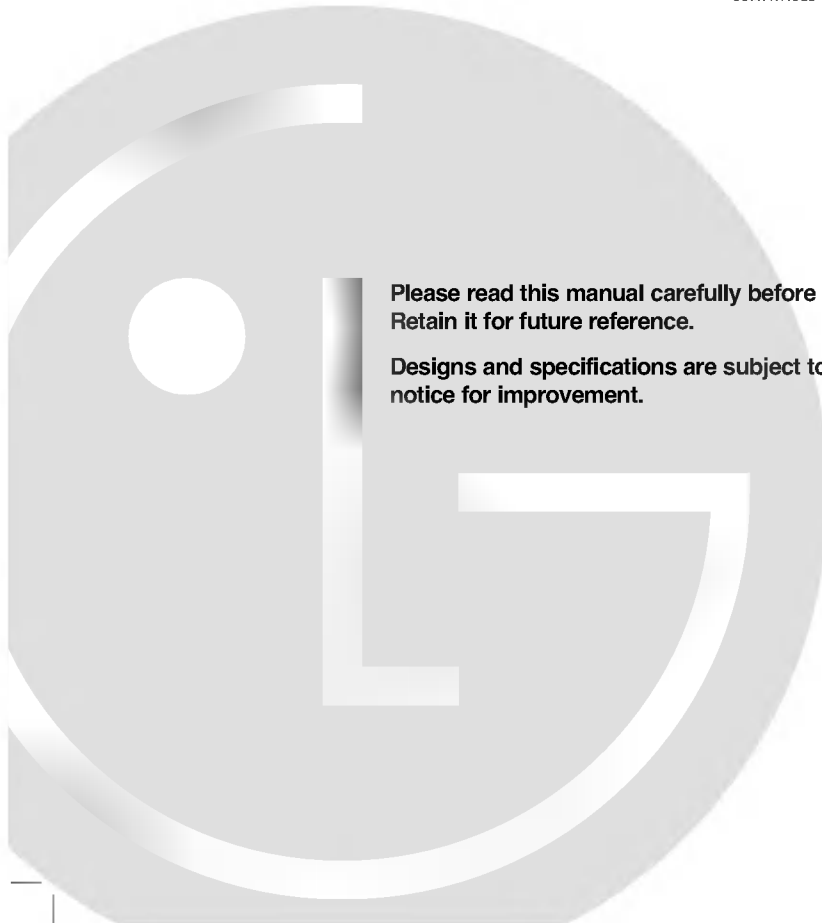 Please read this manual carefully before
Retain it for future reference.
Designs and specifications are subject to
notice for improvement.